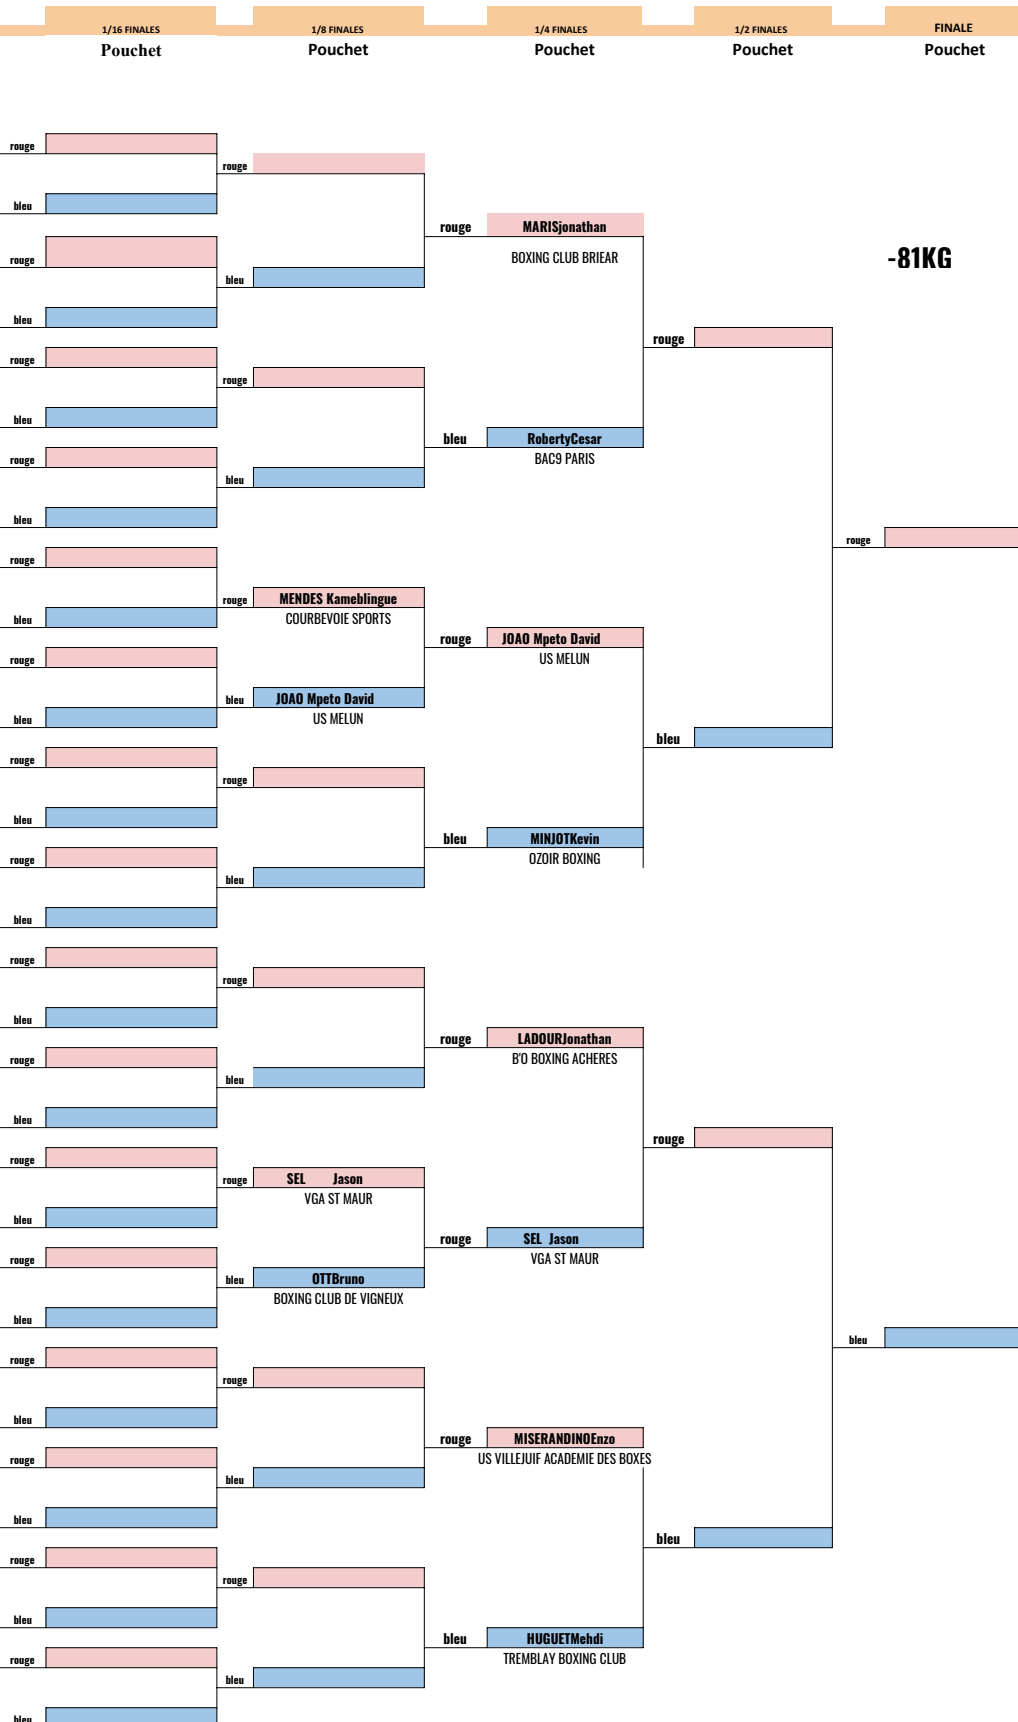 1/16 FINALES 1/8 FINALES 1/4 FINALES 1/2 FINALES FINALE
Pouchet Pouchet Pouchet Pouchet Pouchet
rouge
rouge
bleu
rouge MARISjonathan
rouge BOXING CLUB BRIEAR -81KG
bleu
bleu
rouge
rouge
rouge
bleu
bleu RobertyCesar
rouge BAC9 PARIS
bleu
bleu
rouge
rouge
rouge MENDES Kameblingue
bleu COURBEVOIE SPORTS
rouge JOAO Mpeto David
rouge US MELUN
bleu JOAO Mpeto David
bleu US MELUN
bleu
rouge
rouge
bleu
bleu MINJOTKevin
rouge OZOIR BOXING
bleu
bleu
rouge
rouge
bleu
rouge LADOURJonathan
rouge B'O BOXING ACHERES
bleu
bleu
rouge
rouge
rouge SEL Jason
VGA ST MAUR
bleu
rouge SEL Jason
rouge VGA ST MAUR
bleu OTTBruno
BOXING CLUB DE VIGNEUX
bleu
bleu
rouge
rouge
bleu
rouge MISERANDINOEnzo
rouge US VILLEJUIF ACADEMIE DES BOXES
bleu
bleu
bleu
rouge
rouge
bleu
bleu HUGUETMehdi
rouge TREMBLAY BOXING CLUB
bleu
bleu